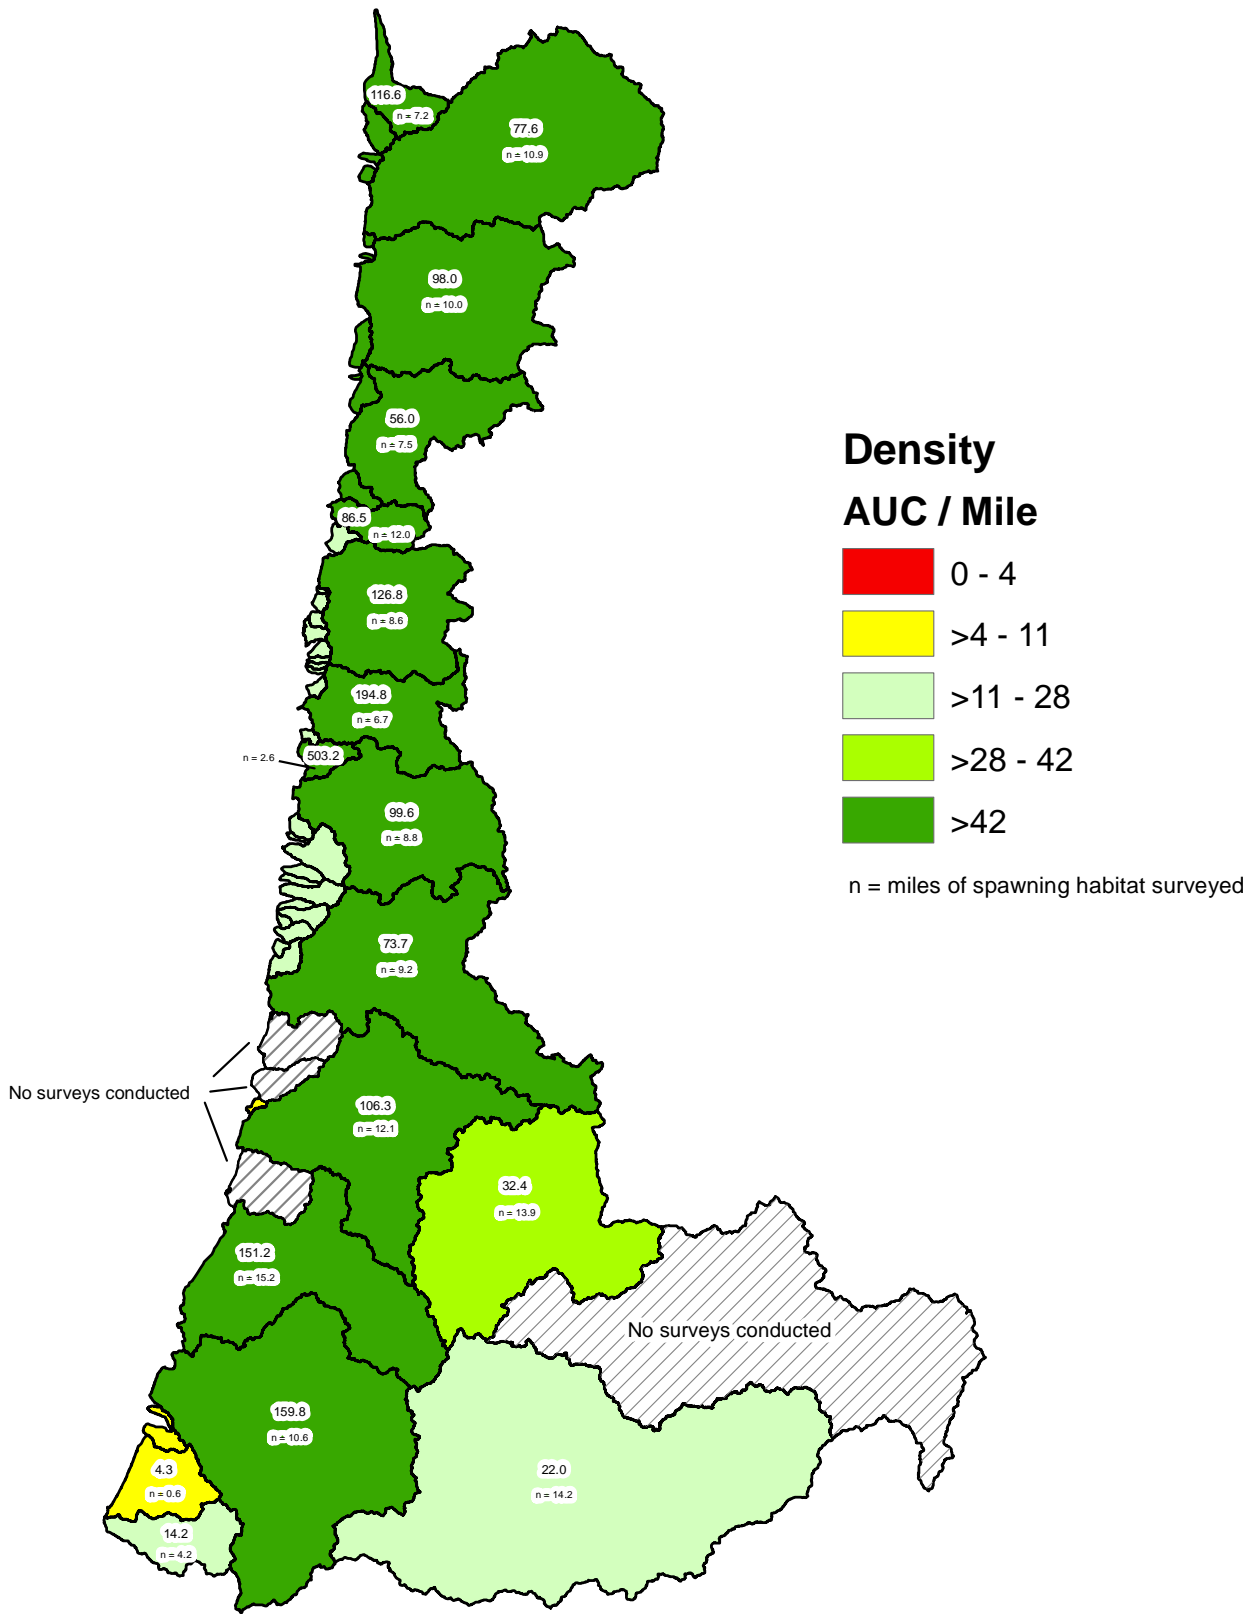 116.6
n = 7.2
77.6
n = 10.9
98.0
n = 10.0
56.0
n = 7.5
86.5
n = 12.0
126.8
n = 8.6
194.8
n = 6.7
503.2
n = 2.6
99.6
n = 8.8
73.7
n = 9.2
No surveys conducted
106.3
n = 12.1
32.4
n = 13.9
151.2
n = 15.2
No surveys conducted
159.8
n = 10.6
4.3
n = 0.6
22.0
n = 14.2
14.2
n = 4.2
Density
AUC / Mile
0 - 4
>4 - 11
>11 - 28
>28 - 42
>42
n = miles of spawning habitat surveyed